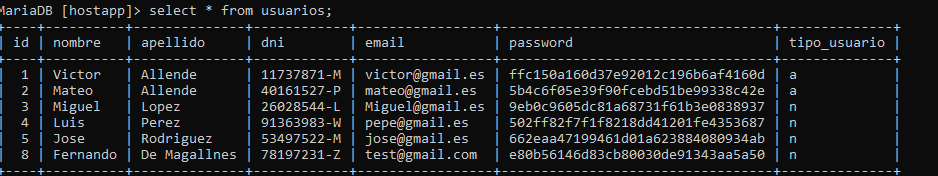 MariaDB [hostapp]> select * from usuarios;
+----+----------+--------------+------------+------------------+----------------------------------+--------------+
| id | nombre | apellido | dni | email | password | tipo_usuario |
+----+----------+--------------+------------+------------------+----------------------------------+--------------+
| 1 | Victor | Allende | 11737871-M | victor@gmail.es | ffc150a160d37e92012c196b6af4160d | a |
| 2 | Mateo | Allende | 40161527-P | mateo@gmail.es | 5b4c6f05e39f90fcebd51be99338c42e | a |
| 3 | Miguel | Lopez | 26028544-L | Miguel@gmail.es | 9eb0c9605dc81a68731f61b3e0838937 | n |
| 4 | Luis | Perez | 91363983-W | pepe@gmail.es | 502ff82f7f1f8218dd41201fe4353687 | n |
| 5 | Jose | Rodriguez | 53497522-M | jose@gmail.es | 662eaa47199461d01a623884080934ab | n |
| 8 | Fernando | De Magallnes | 78197231-Z | test@gmail.com | e80b56146d83cb80030de91343aa5a50 | n |
+----+----------+--------------+------------+------------------+----------------------------------+--------------+